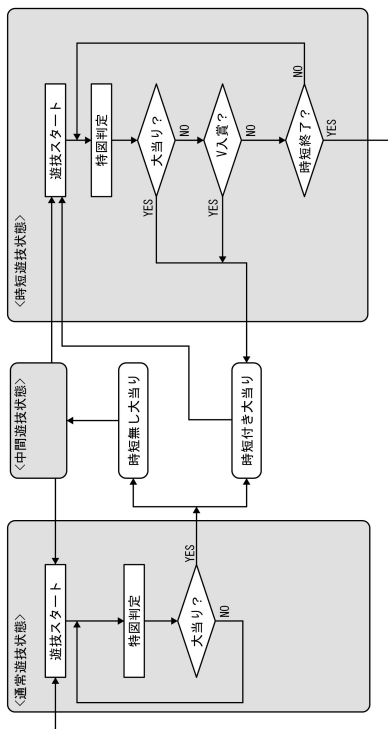 <通常遊技状態>
遊技スタート
特図判定
大当り?
YES
NO
<中間遊技状態>
時短無し大当り
時短付き大当り
<時短遊技状態>
遊技スタート
特図判定
大当り?
YES
NO
V入賞?
YES
NO
時短終了?
NO
YES